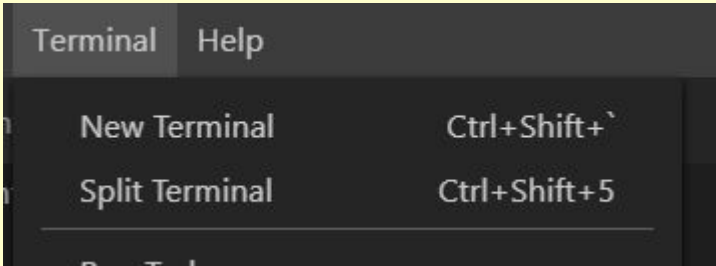 Terminal Help
New Terminal Ctrl+Shift+`
Split Terminal Ctrl+Shift+5